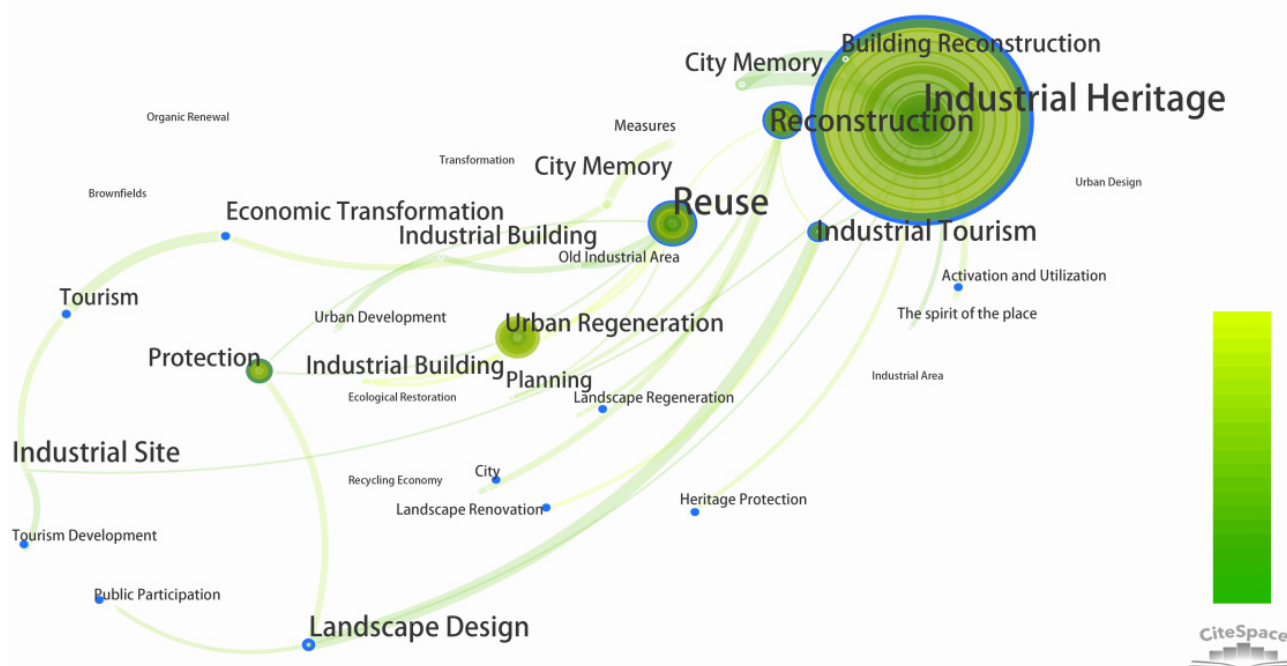 Building Reconstruction
City Memory
Industrial Heritage
Organic Renewal
Measures
Reconstruction
Transformation
City Memory
Urban Design
Brownfields
Reuse
Economic Transformation
Industrial Building
Industrial Tourism
Old Industrial Area
Activation and Utilization
Tourism
The spirit of the place
Urban Development
Urban Regeneration
Protection
Industrial Building
Planning
Industrial Area
Ecological Restoration
Landscape Regeneration
Industrial Site
City
Recycling Economy
Heritage Protection
Landscape Renovation
Tourism Development
Public Participation
Landscape Design
CiteSpace